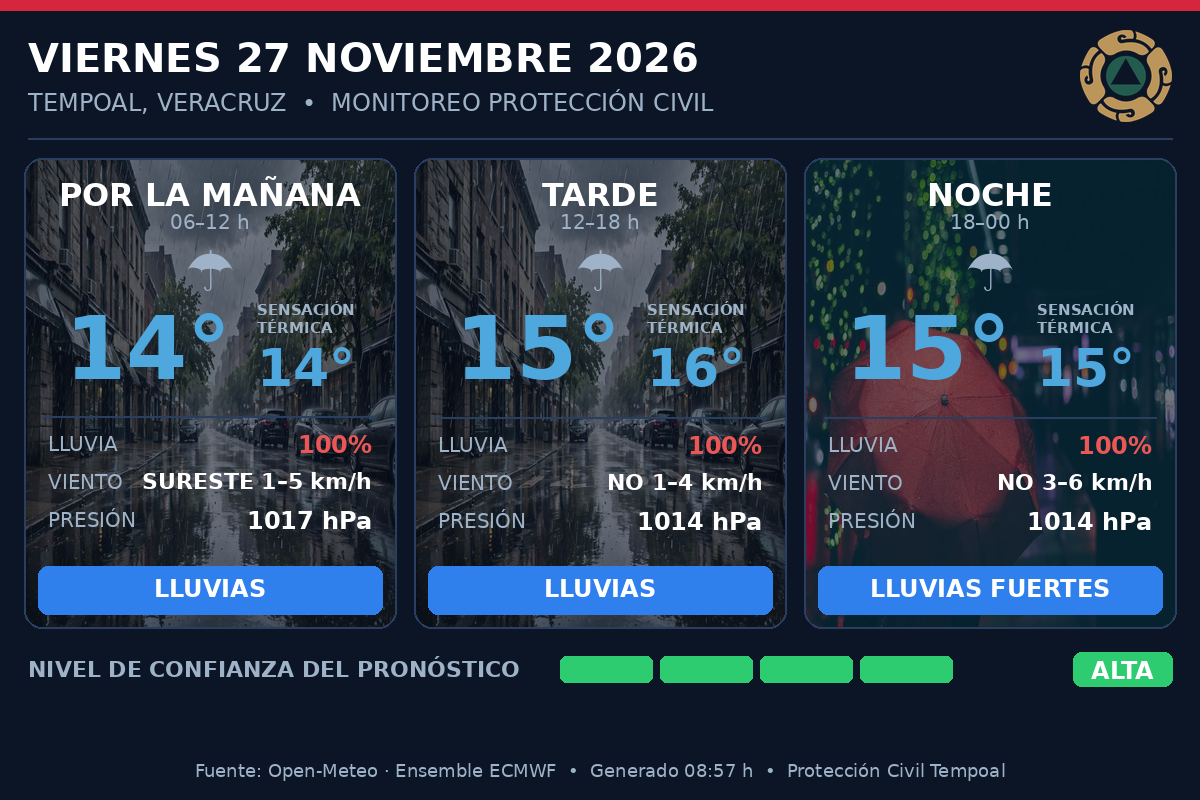 VIERNES 27 NOVIEMBRE 2026
TEMPOAL, VERACRUZ • MONITOREO PROTECCIÓN CIVIL
POR LA MAÑANA
06–12 h
14°
SENSACIÓN
TÉRMICA
14°
LLUVIA 100%
VIENTO SURESTE 1–5 km/h
PRESIÓN 1017 hPa
LLUVIAS
TARDE
12–18 h
15°
SENSACIÓN
TÉRMICA
16°
LLUVIA 100%
VIENTO NO 1–4 km/h
PRESIÓN 1014 hPa
LLUVIAS
NOCHE
18–00 h
15°
SENSACIÓN
TÉRMICA
15°
LLUVIA 100%
VIENTO NO 3–6 km/h
PRESIÓN 1014 hPa
LLUVIAS FUERTES
NIVEL DE CONFIANZA DEL PRONÓSTICO ALTA
Fuente: Open-Meteo · Ensemble ECMWF • Generado 08:57 h • Protección Civil Tempoal